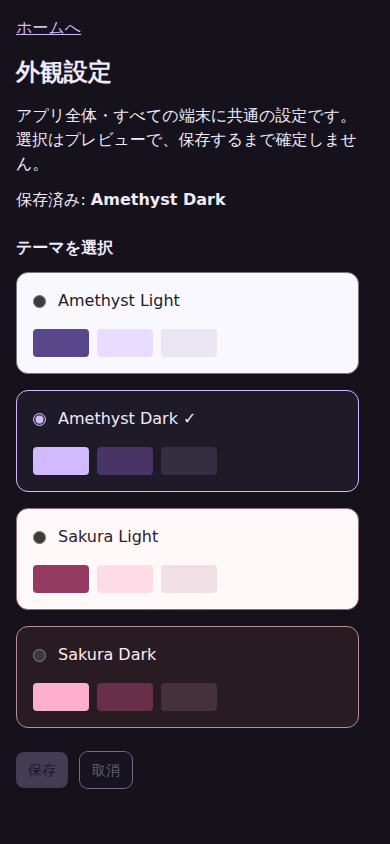 ホームへ
外観設定
アプリ全体・すべての端末に共通の設定です。
選択はプレビューで、保存するまで確定しませ
ん。
保存済み: Amethyst Dark
テーマを選択
Amethyst Light
Amethyst Dark ✓
Sakura Light
Sakura Dark
保存 取消